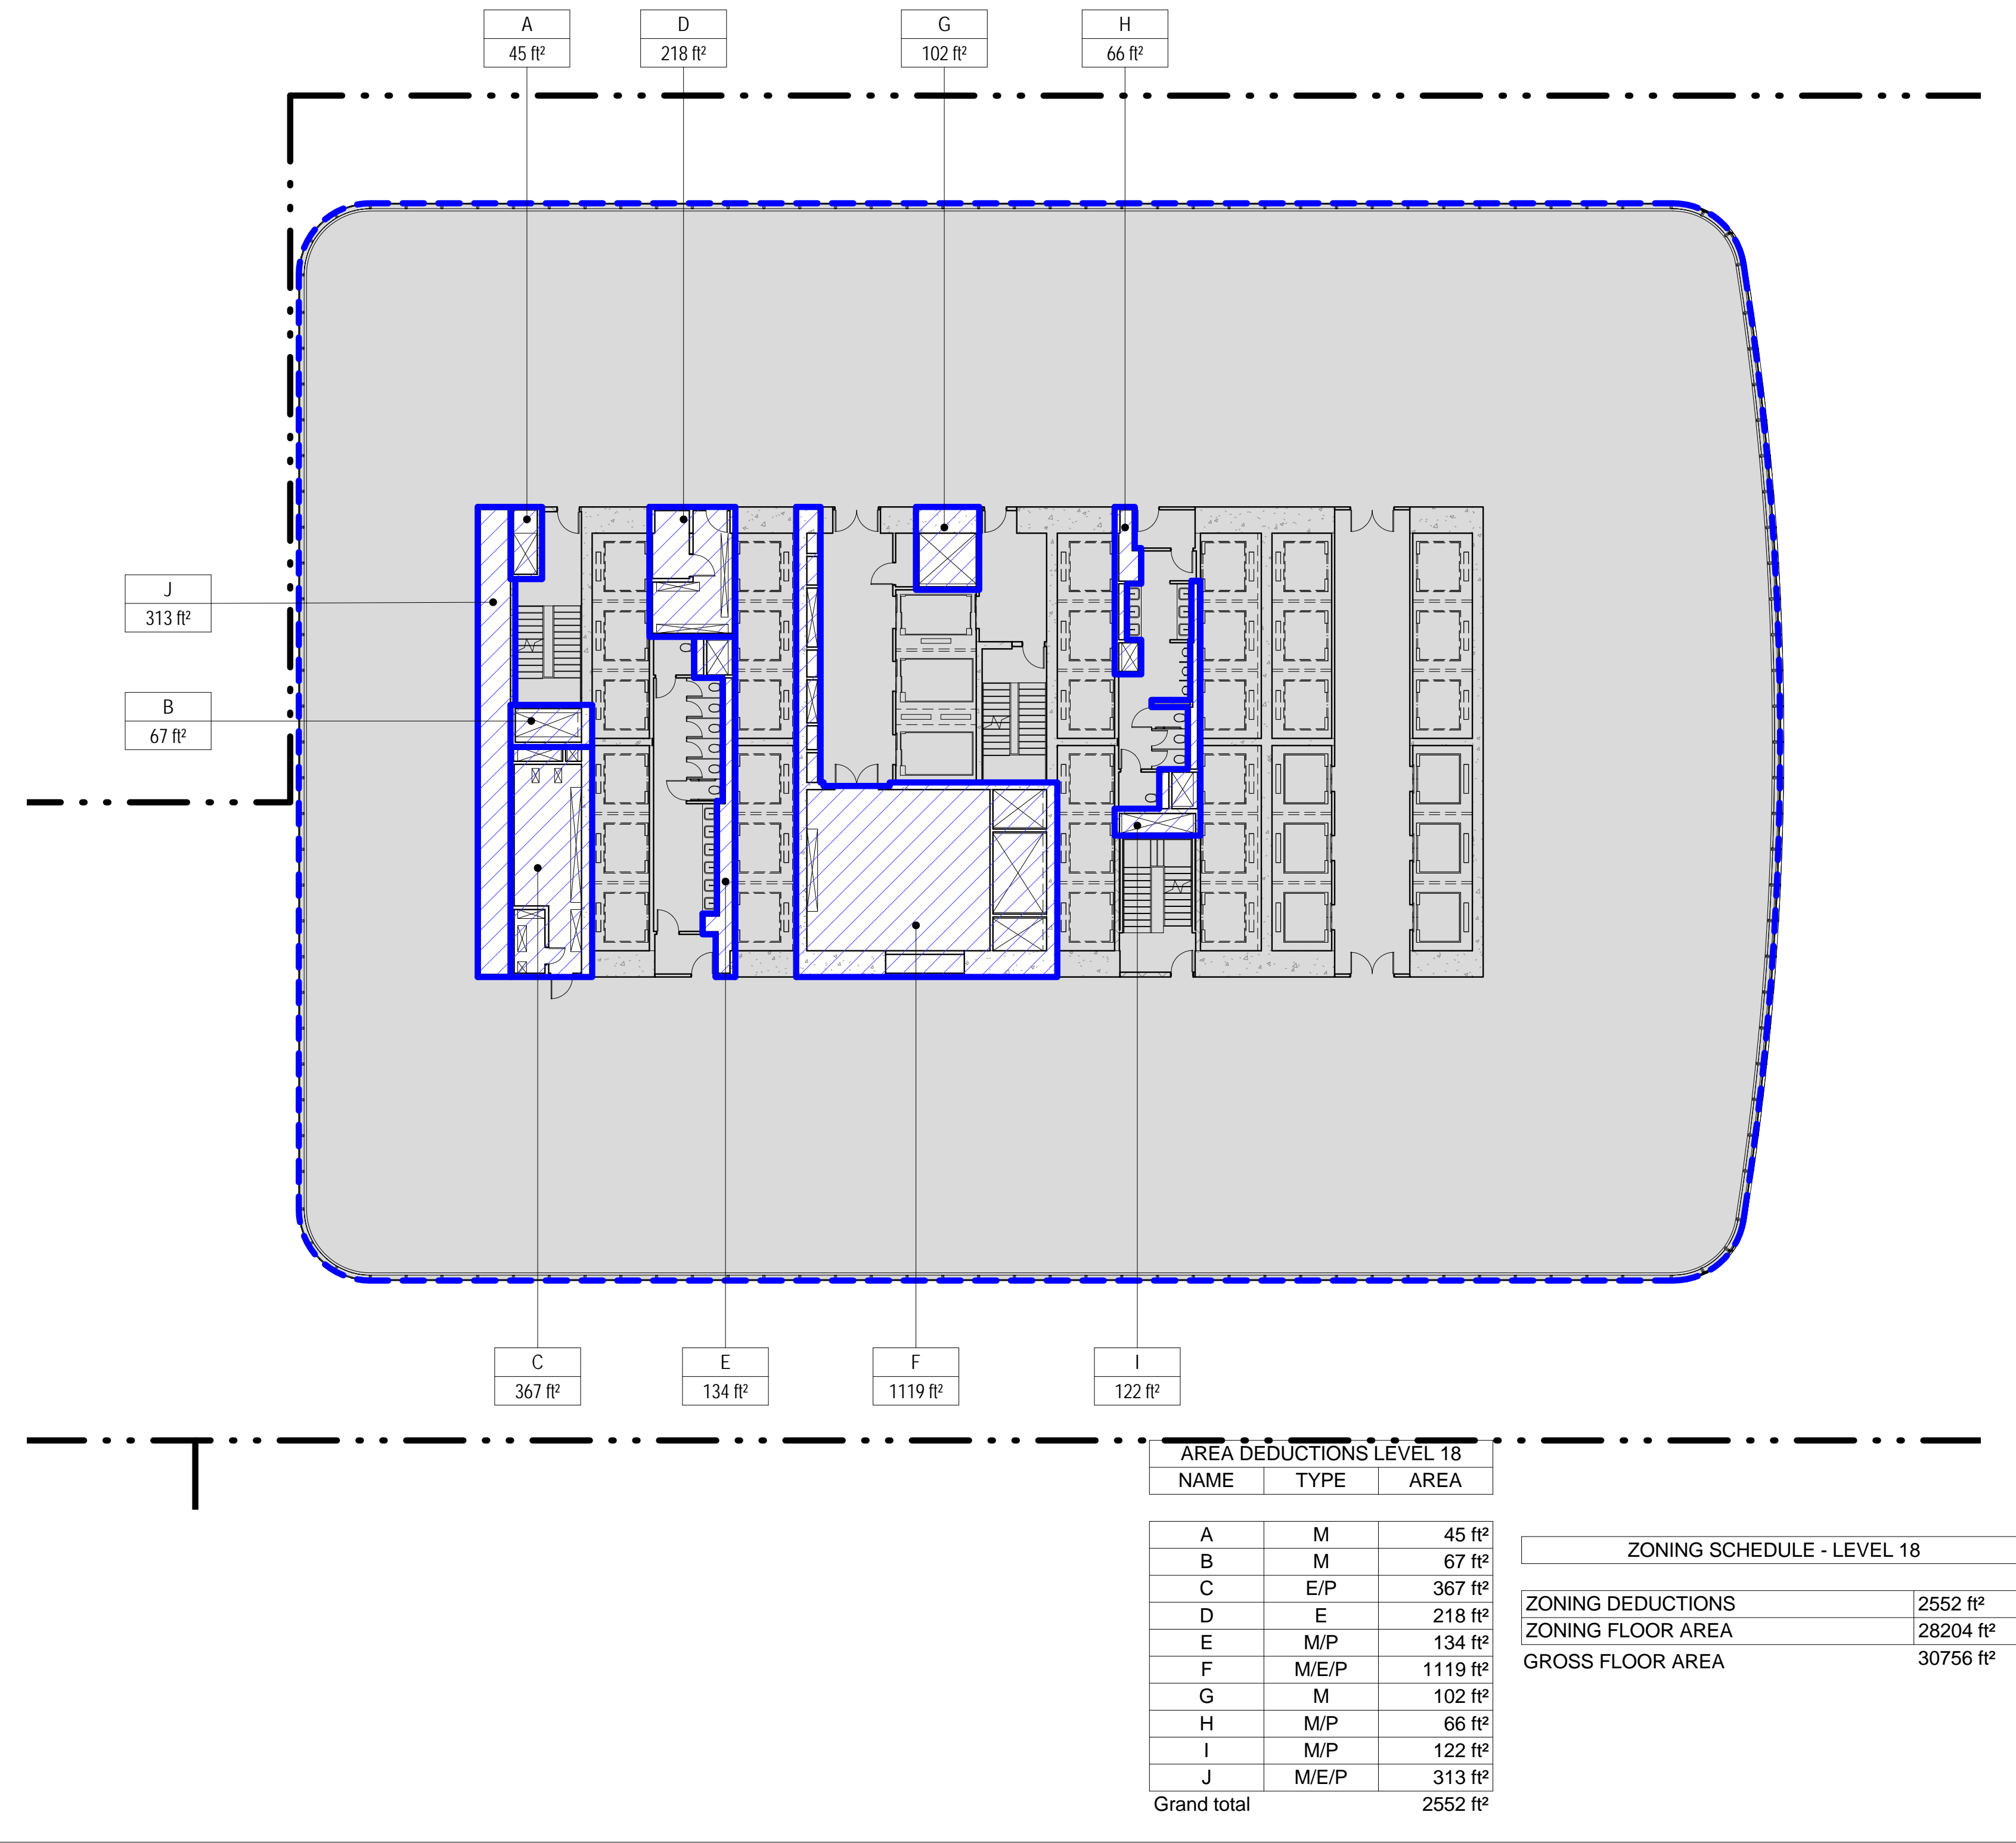 A D G H
45 ft² 218 ft² 102 ft² 66 ft²
J
313 ft²
B
67 ft²
C E F I
367 ft² 134 ft² 1119 ft² 122 ft²
AREA DEDUCTIONS LEVEL 18
NAME TYPE AREA
A M 45 ft²
B M 67 ft²
C E/P 367 ft²
D E 218 ft²
E M/P 134 ft²
F M/E/P 1119 ft²
G M 102 ft²
H M/P 66 ft²
I M/P 122 ft²
J M/E/P 313 ft²
Grand total 2552 ft²
ZONING SCHEDULE - LEVEL 18
ZONING DEDUCTIONS 2552 ft²
ZONING FLOOR AREA 28204 ft²
GROSS FLOOR AREA 30756 ft²